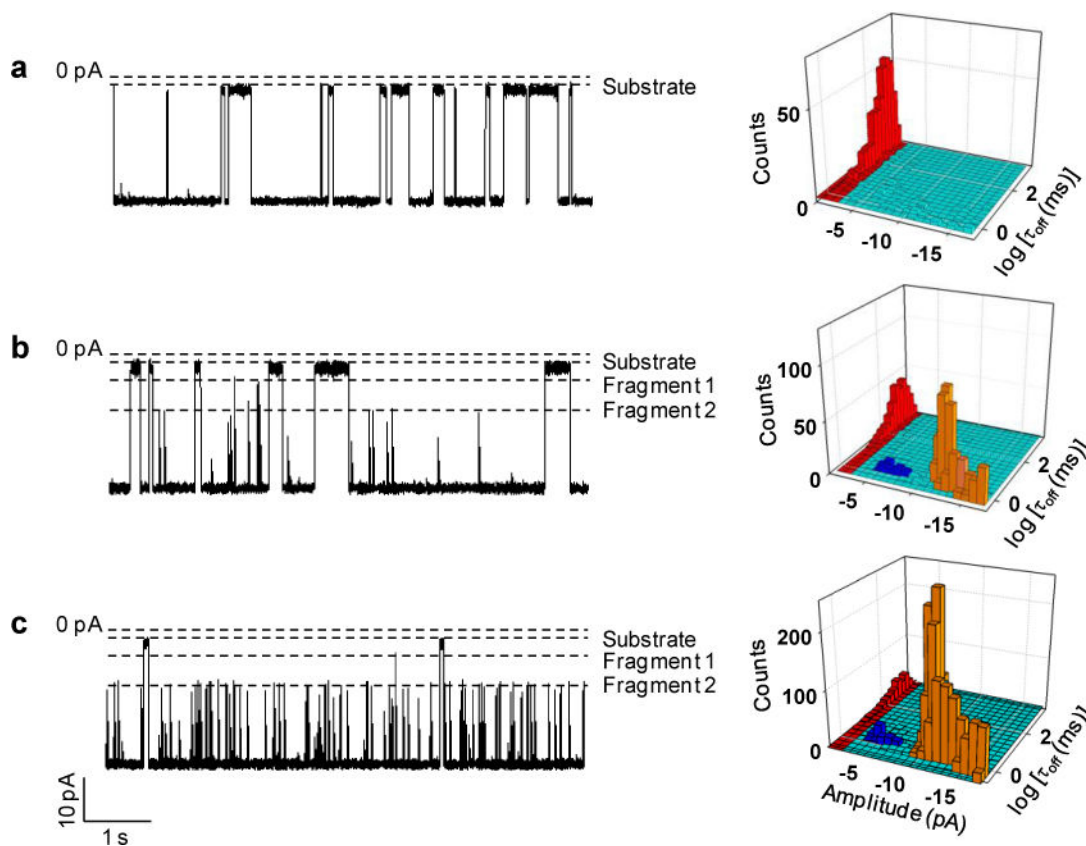 a
0 pA
Substrate
Counts
50
0
-5
-10
-15
0
2
log [τoff (ms)]
b
0 pA
Substrate
Fragment 1
Fragment 2
Counts
100
50
0
-5
-10
-15
0
2
log [τoff (ms)]
c
0 pA
Substrate
Fragment 1
Fragment 2
10 pA
1 s
Counts
200
100
0
-5
-10
-15
Amplitude (pA)
0
2
log [τoff (ms)]